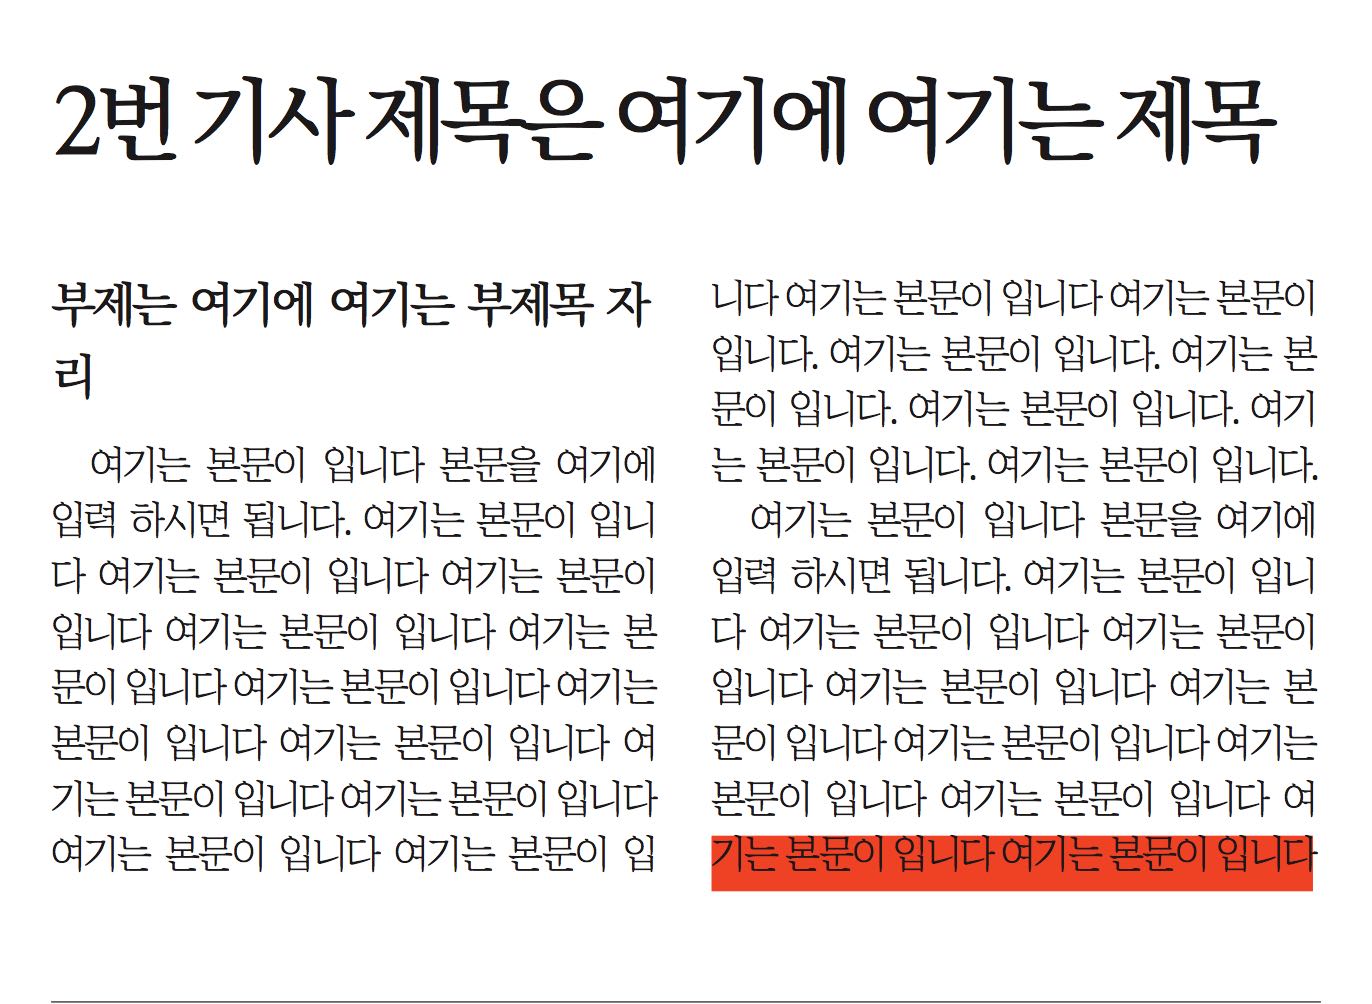 2번 기사 제목은 여기에 여기는 제목
부제는 여기에 여기는 부제목 자
리
여기는 본문이 입니다 본문을 여기에
입력 하시면 됩니다. 여기는 본문이 입니
다 여기는 본문이 입니다 여기는 본문이
입니다 여기는 본문이 입니다 여기는 본
문이 입니다 여기는 본문이 입니다 여기는
본문이 입니다 여기는 본문이 입니다 여
기는 본문이 입니다 여기는 본문이 입니다
여기는 본문이 입니다 여기는 본문이 입
니다 여기는 본문이 입니다 여기는 본문이
입니다. 여기는 본문이 입니다. 여기는 본
문이 입니다. 여기는 본문이 입니다. 여기
는 본문이 입니다. 여기는 본문이 입니다.
여기는 본문이 입니다 본문을 여기에
입력 하시면 됩니다. 여기는 본문이 입니
다 여기는 본문이 입니다 여기는 본문이
입니다 여기는 본문이 입니다 여기는 본
문이 입니다 여기는 본문이 입니다 여기는
본문이 입니다 여기는 본문이 입니다 여
기는 본문이 입니다 여기는 본문이 입니다